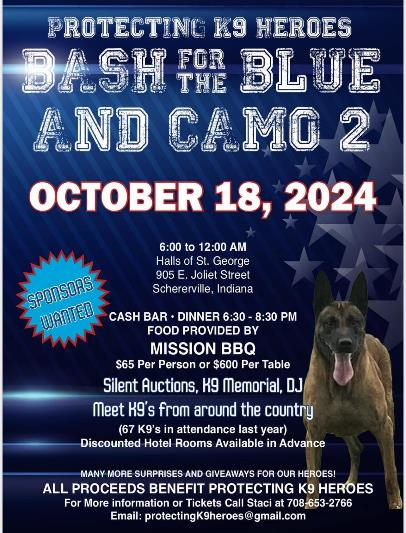 PROTECTING K9 HEROES
BASH FOR THE BLUE
AND CAMO 2
OCTOBER 18, 2024
6:00 to 12:00 AM
Halls of St. George
905 E. Joliet Street
Schererville, Indiana
SPONSORS
WANTED
CASH BAR • DINNER 6:30 - 8:30 PM
FOOD PROVIDED BY
MISSION BBQ
$65 Per Person or $600 Per Table
Silent Auctions, K9 Memorial, DJ
Meet K9's from around the country
(67 K9's in attendance last year)
Discounted Hotel Rooms Available in Advance
MANY MORE SURPRISES AND GIVEAWAYS FOR OUR HEROES!
ALL PROCEEDS BENEFIT PROTECTING K9 HEROES
For More information or Tickets Call Staci at 708-653-2766
Email: protectingK9heroes@gmail.com